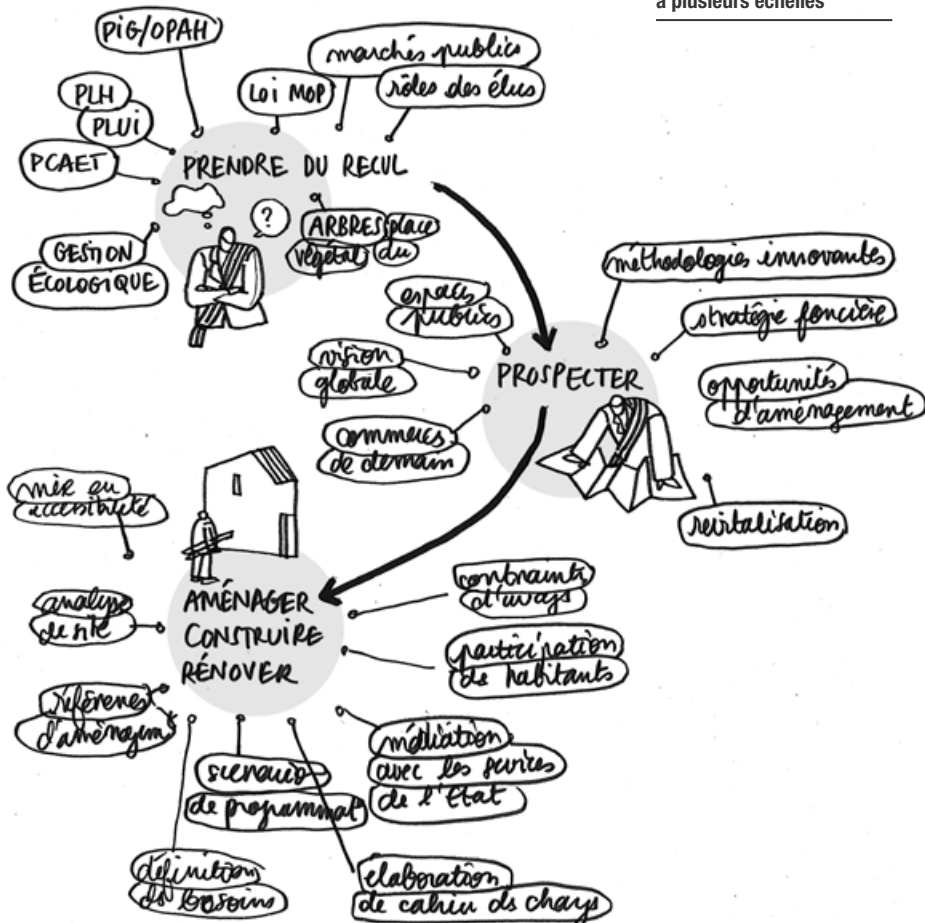 à plusieurs échelles
PiG/OPAH
marchés publics
Loi MOP
rôles des élus
PLH
PLUi
PCAET
PRENDRE DU RECUL
?
ARBRES place
végétal du
GESTION
ÉCOLOGIQUE
méthodologies innovantes
espaces
publics
stratégie foncière
vision
globale
PROSPECTER
opportunités
d'aménagement
commerces
de demain
mise en
accessibilité
revitalisation
AMÉNAGER
CONSTRUIRE
RÉNOVER
contraintes
d'usages
analyse
de site
participation
des habitants
références
d'aménagem
médiation
avec les services
de l'État
scenario
de programmat°
définition
des besoins
élaboration
de cahier des charges